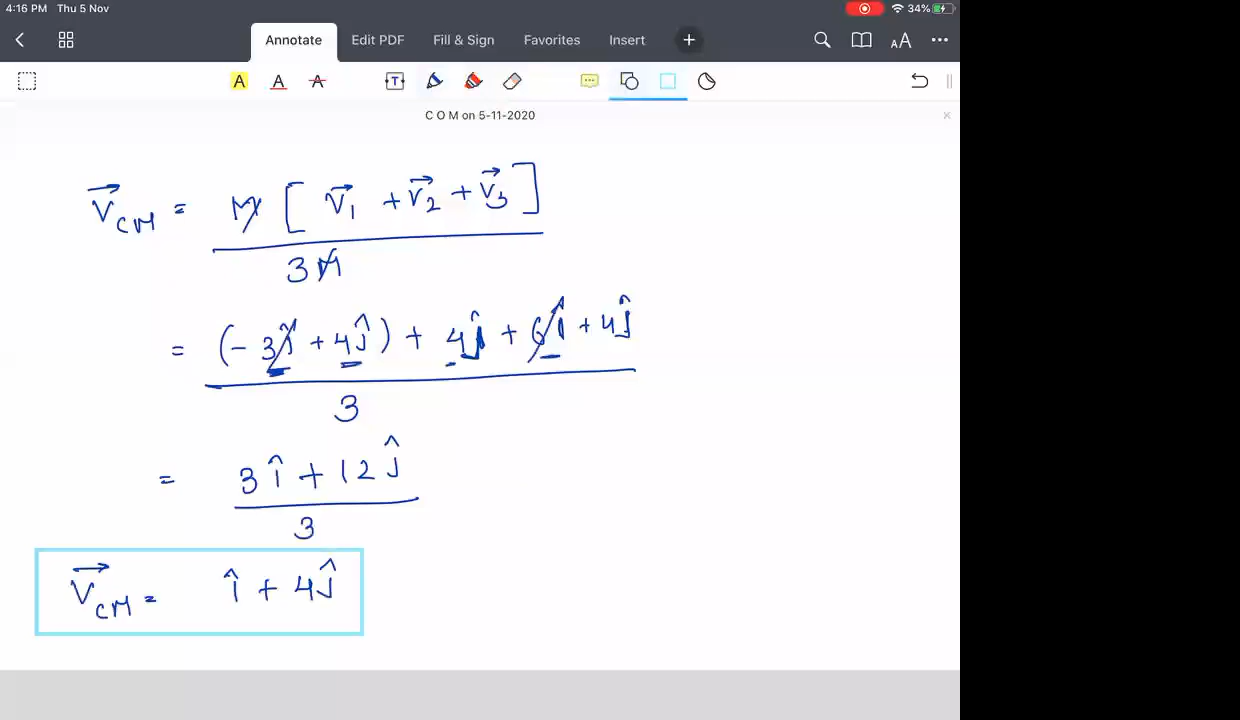 4:16 PM Thu 5 Nov 34%
Annotate Edit PDF Fill & Sign Favorites Insert + AA
A A A T
C O M on 5-11-2020
V⃗CM = M [ V⃗1 + V⃗2 + V⃗3 ]
3M
= (- 3î + 4ĵ) + 4ĵ + 6î + 4ĵ
3
= 3î + 12ĵ
3
V⃗CM = î + 4ĵ